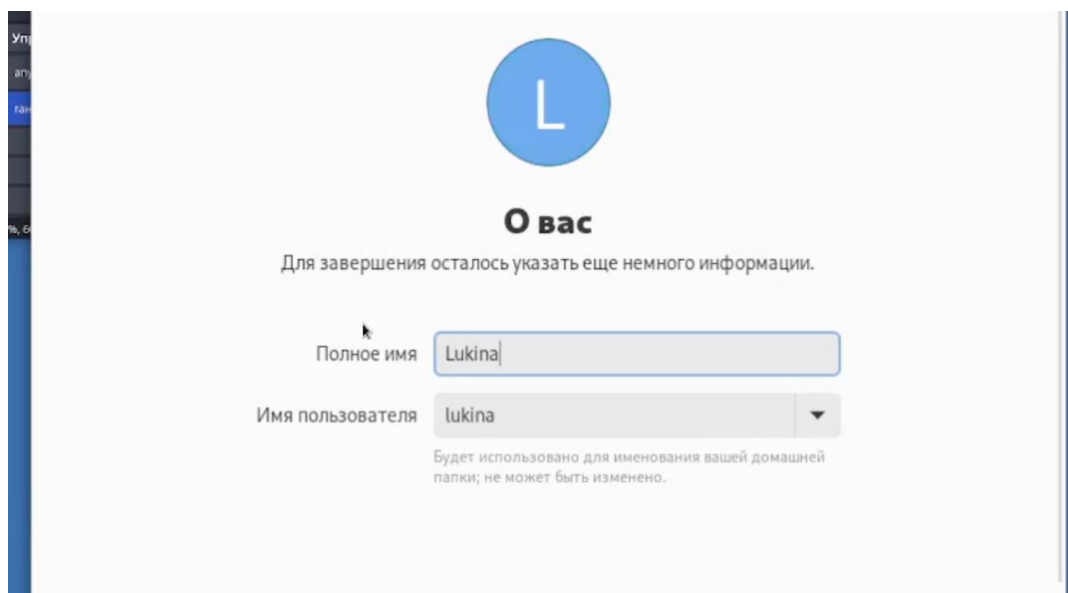 L
О вас
Для завершения осталось указать еще немного информации.
Полное имя
Lukina
Имя пользователя
lukina
Будет использовано для именования вашей домашней
папки; не может быть изменено.